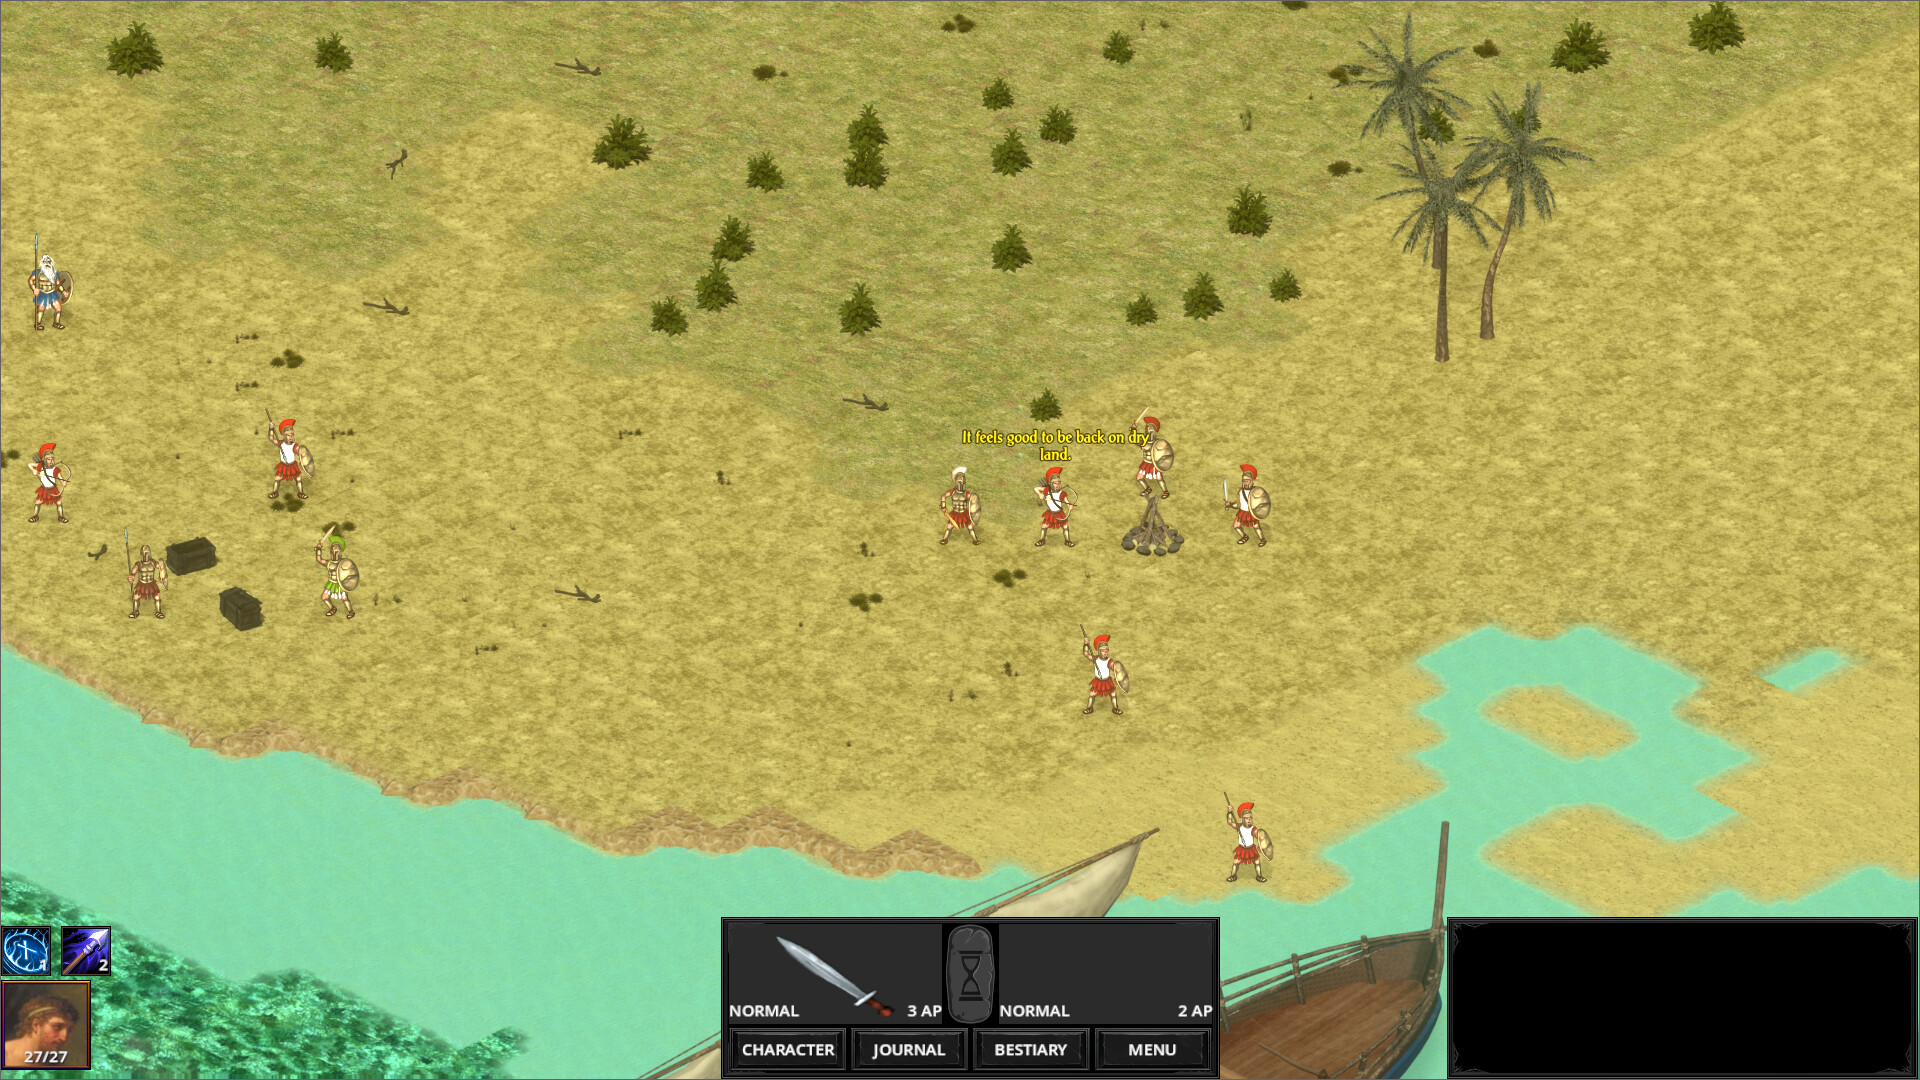 It feels good to be back on dry
land.
1
2
27/27
NORMAL
3 AP
NORMAL
2 AP
CHARACTER
JOURNAL
BESTIARY
MENU